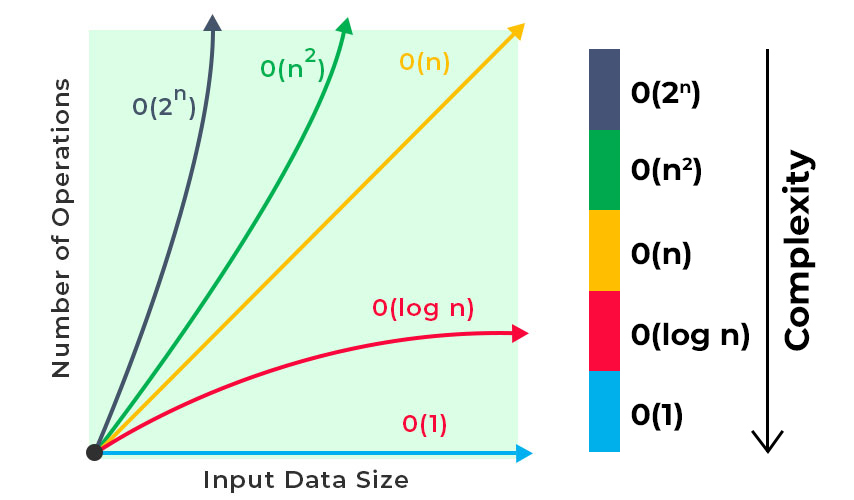 0(2ⁿ)
0(n²)
0(n)
0(log n)
0(1)
Number of Operations
Input Data Size
0(2ⁿ)
0(n²)
0(n)
0(log n)
0(1)
Complexity